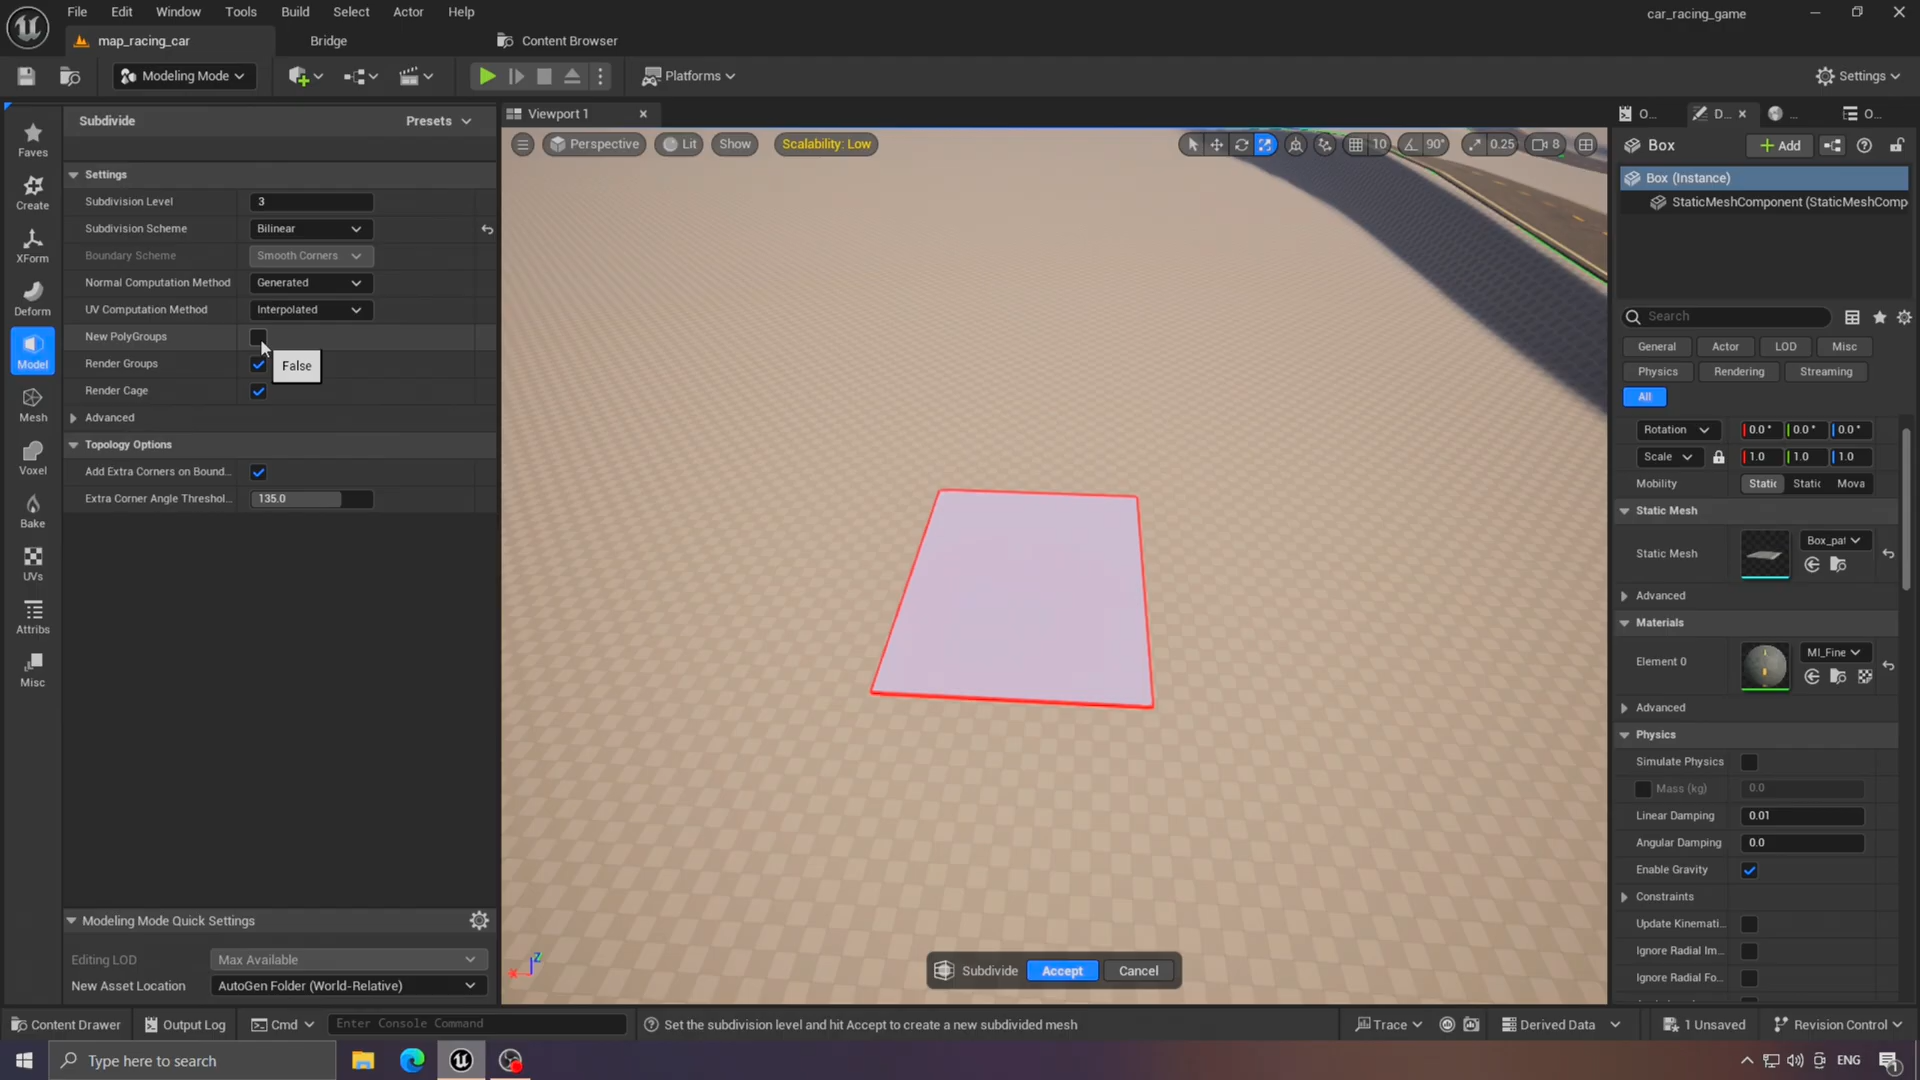 File Edit Window Tools Build Select Actor Help
car_racing_game
map_racing_car
Bridge
Content Browser
Modeling Mode
Platforms
Settings
Subdivide
Presets
Faves
Create
XForm
Deform
Model
Mesh
Voxel
Bake
UVs
Attribs
Misc
Settings
Subdivision Level 3
Subdivision Scheme Bilinear
Boundary Scheme Smooth Corners
Normal Computation Method Generated
UV Computation Method Interpolated
New PolyGroups
Render Groups
False
Render Cage
Advanced
Topology Options
Add Extra Corners on Bound...
Extra Corner Angle Threshol... 135.0
Modeling Mode Quick Settings
Editing LOD Max Available
New Asset Location AutoGen Folder (World-Relative)
Viewport 1
Perspective Lit Show Scalability: Low
10 90° 0.25 8
Z
Subdivide Accept Cancel
O... D... ... O...
Box
Add
Box (Instance)
StaticMeshComponent (StaticMeshComp
Search
General Actor LOD Misc
Physics Rendering Streaming
All
Rotation 0.0° 0.0° 0.0°
Scale 1.0 1.0 1.0
Mobility Static Static Mova
Static Mesh
Static Mesh Box_pat
Advanced
Materials
Element 0 MI_Fine
Advanced
Physics
Simulate Physics
Mass (kg) 0.0
Linear Damping 0.01
Angular Damping 0.0
Enable Gravity
Constraints
Update Kinemati...
Ignore Radial Im...
Ignore Radial Fo...
Content Drawer Output Log Cmd Enter Console Command
Set the subdivision level and hit Accept to create a new subdivided mesh
Trace Derived Data 1 Unsaved Revision Control
Type here to search
ENG
1